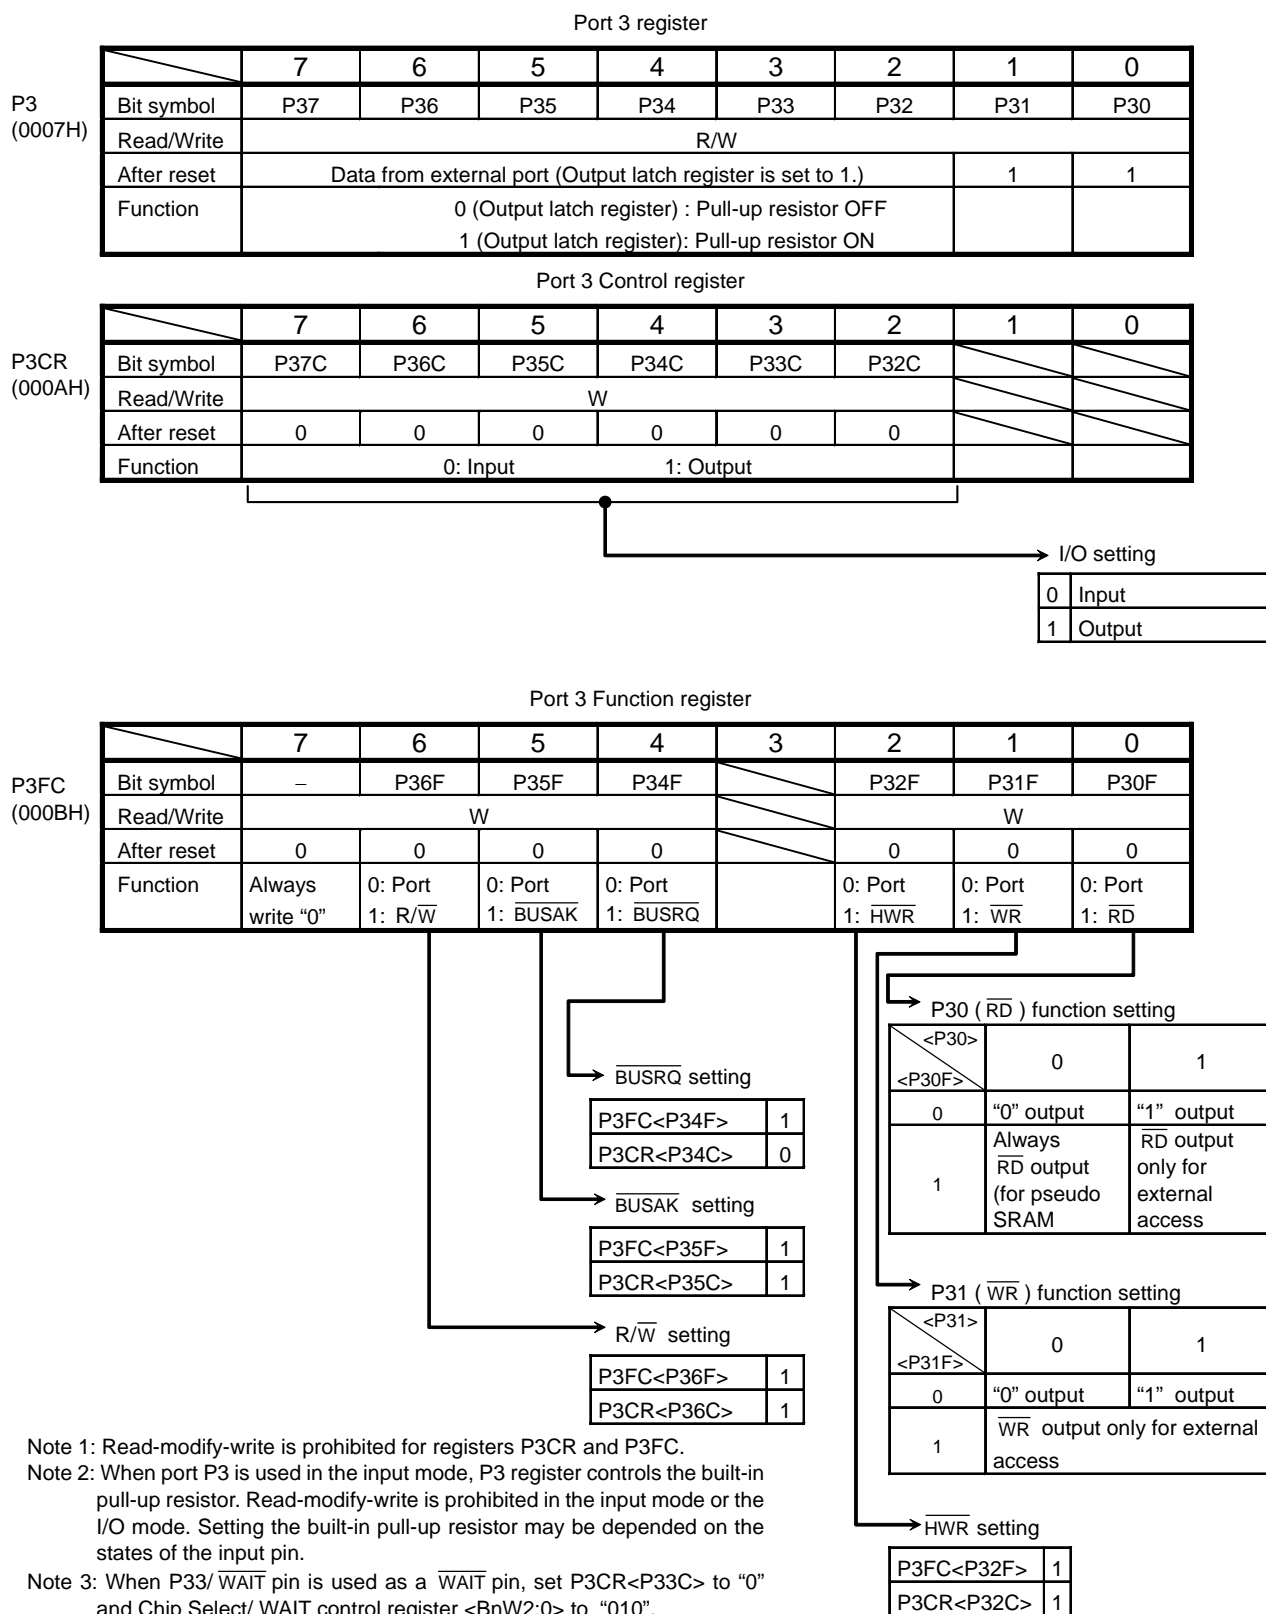 Port 3 register
7 6 5 4 3 2 1 0
P3
(0007H)
Bit symbol P37 P36 P35 P34 P33 P32 P31 P30
Read/Write R/W
After reset Data from external port (Output latch register is set to 1.) 1 1
Function 0 (Output latch register) : Pull-up resistor OFF
1 (Output latch register): Pull-up resistor ON
Port 3 Control register
7 6 5 4 3 2 1 0
P3CR
(000AH)
Bit symbol P37C P36C P35C P34C P33C P32C
Read/Write W
After reset 0 0 0 0 0 0
Function 0: Input 1: Output
I/O setting
0 Input
1 Output
Port 3 Function register
7 6 5 4 3 2 1 0
P3FC
(000BH)
Bit symbol – P36F P35F P34F P32F P31F P30F
Read/Write W W
After reset 0 0 0 0 0 0 0
Function Always 0: Port 0: Port 0: Port 0: Port 0: Port 0: Port
write “0” 1: R/W̅ 1: B̅U̅S̅A̅K̅ 1: B̅U̅S̅R̅Q̅ 1: H̅W̅R̅ 1: W̅R̅ 1: R̅D̅
P30 ( R̅D̅ ) function setting
<P30>
0 1
<P30F>
0 “0” output “1” output
1 Always R̅D̅ output (for pseudo SRAM
R̅D̅ output only for external access
B̅U̅S̅R̅Q̅ setting
P3FC<P34F> 1
P3CR<P34C> 0
B̅U̅S̅A̅K̅ setting
P3FC<P35F> 1
P3CR<P35C> 1
R/W̅ setting
P3FC<P36F> 1
P3CR<P36C> 1
P31 ( W̅R̅ ) function setting
<P31>
0 1
<P31F>
0 “0” output “1” output
1 W̅R̅ output only for external
access
H̅W̅R̅ setting
P3FC<P32F> 1
P3CR<P32C> 1
Note 1: Read-modify-write is prohibited for registers P3CR and P3FC.
Note 2: When port P3 is used in the input mode, P3 register controls the built-in
pull-up resistor. Read-modify-write is prohibited in the input mode or the
I/O mode. Setting the built-in pull-up resistor may be depended on the
states of the input pin.
Note 3: When P33/ W̅A̅I̅T̅ pin is used as a W̅A̅I̅T̅ pin, set P3CR<P33C> to “0”
and Chip Select/ WAIT control register <BnW2:0> to “010”.